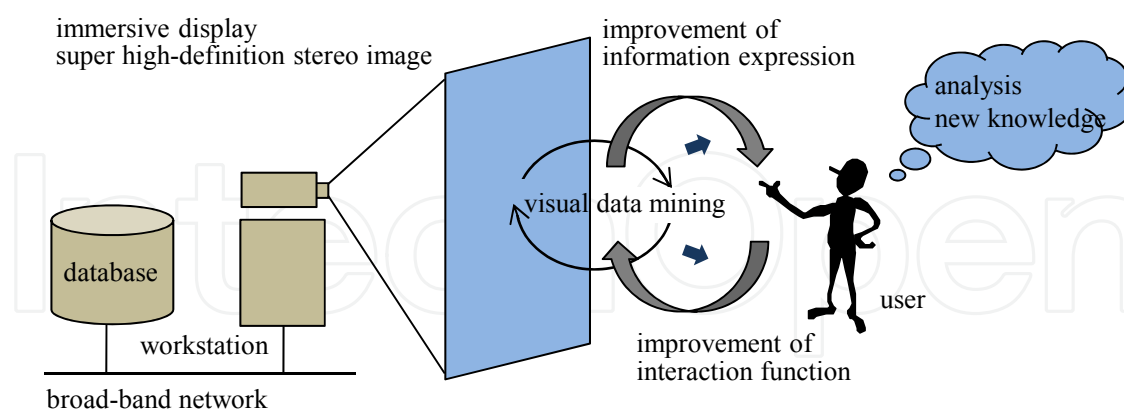 immersive display
super high-definition stereo image
improvement of
information expression
analysis
new knowledge
visual data mining
database
user
workstation
improvement of
interaction function
broad-band network
IntechOpen